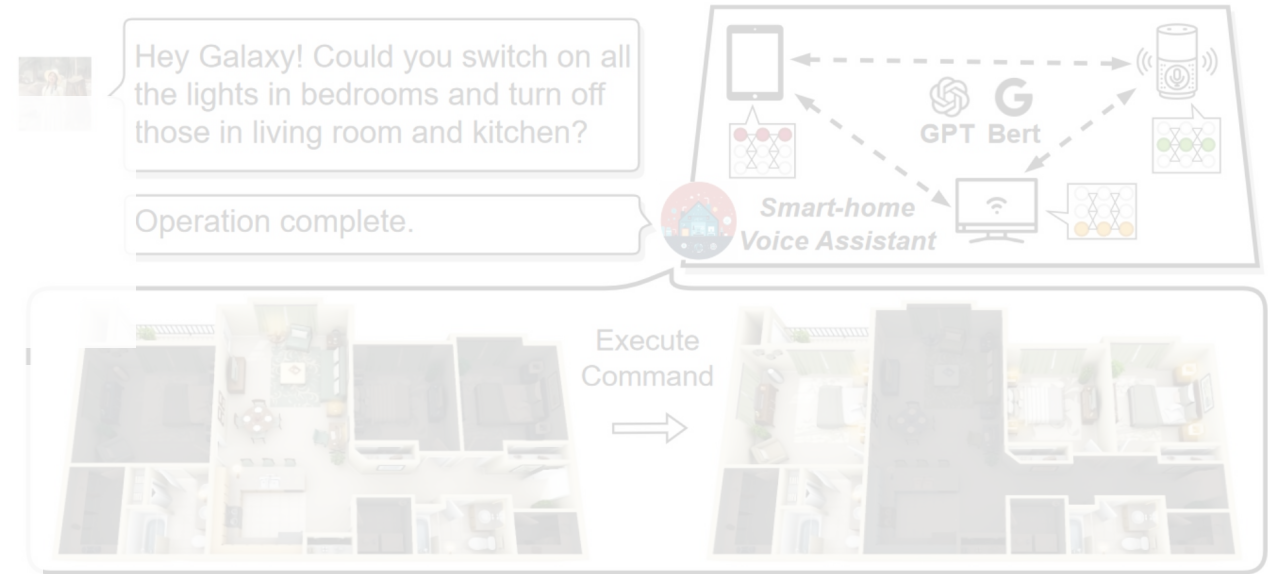 Hey Galaxy! Could you switch on all
the lights in bedrooms and turn off
those in living room and kitchen?
Operation complete.
GPT Bert
Smart-home
Voice Assistant
Execute
Command